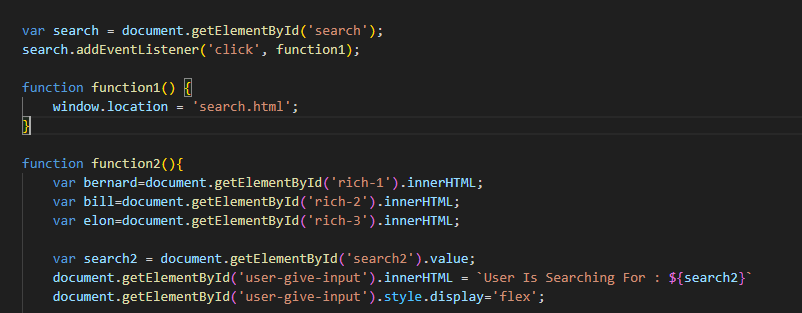 var search = document.getElementById('search');
search.addEventListener('click', function1);
function function1() {
window.location = 'search.html';
}
function function2(){
var bernard=document.getElementById('rich-1').innerHTML;
var bill=document.getElementById('rich-2').innerHTML;
var elon=document.getElementById('rich-3').innerHTML;
var search2 = document.getElementById('search2').value;
document.getElementById('user-give-input').innerHTML = `User Is Searching For : ${search2}`
document.getElementById('user-give-input').style.display='flex';